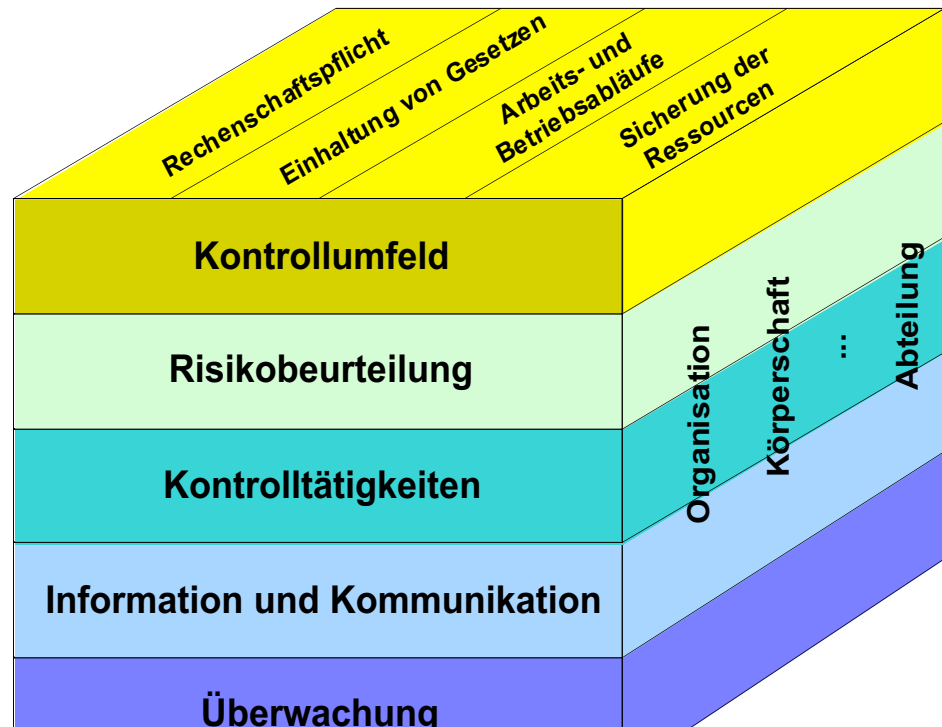 Rechenschaftspflicht
Einhaltung von Gesetzen
Arbeits- und
Betriebsabläufe
Sicherung der
Ressourcen
Kontrollumfeld
Risikobeurteilung
Kontrolltätigkeiten
Information und Kommunikation
Überwachung
Organisation
Körperschaft
...
Abteilung